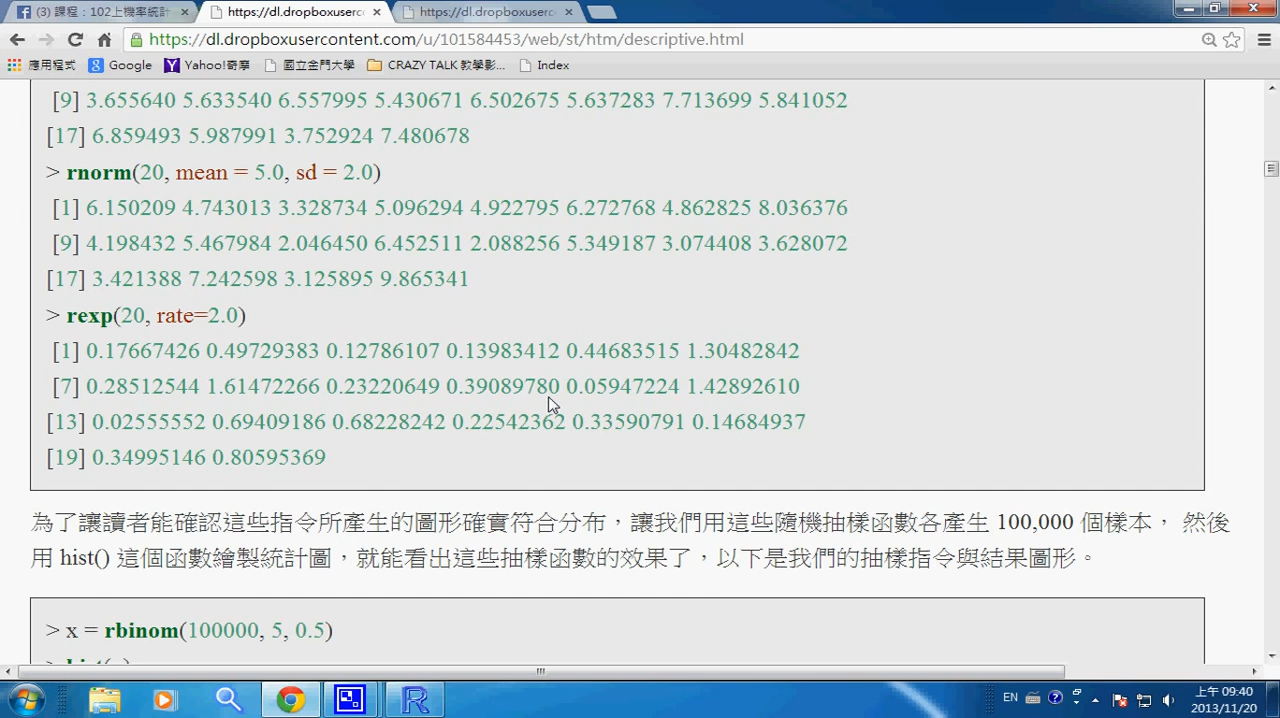 (3) 課程：102上機率統計
https://dl.dropboxuserc
https://dl.dropboxuserc
https://dl.dropboxusercontent.com/u/101584453/web/st/htm/descriptive.html
應用程式 Google Yahoo!奇摩 國立金門大學 CRAZY TALK 教學影... Index
[9] 3.655640 5.633540 6.557995 5.430671 6.502675 5.637283 7.713699 5.841052
[17] 6.859493 5.987991 3.752924 7.480678
> rnorm(20, mean = 5.0, sd = 2.0)
[1] 6.150209 4.743013 3.328734 5.096294 4.922795 6.272768 4.862825 8.036376
[9] 4.198432 5.467984 2.046450 6.452511 2.088256 5.349187 3.074408 3.628072
[17] 3.421388 7.242598 3.125895 9.865341
> rexp(20, rate=2.0)
[1] 0.17667426 0.49729383 0.12786107 0.13983412 0.44683515 1.30482842
[7] 0.28512544 1.61472266 0.23220649 0.39089780 0.05947224 1.42892610
[13] 0.02555552 0.69409186 0.68228242 0.22542362 0.33590791 0.14684937
[19] 0.34995146 0.80595369
為了讓讀者能確認這些指令所產生的圖形確實符合分布，讓我們用這些隨機抽樣函數各產生 100,000 個樣本， 然後
用 hist() 這個函數繪製統計圖，就能看出這些抽樣函數的效果了，以下是我們的抽樣指令與結果圖形。
> x = rbinom(100000, 5, 0.5)
EN
上午 09:40
2013/11/20